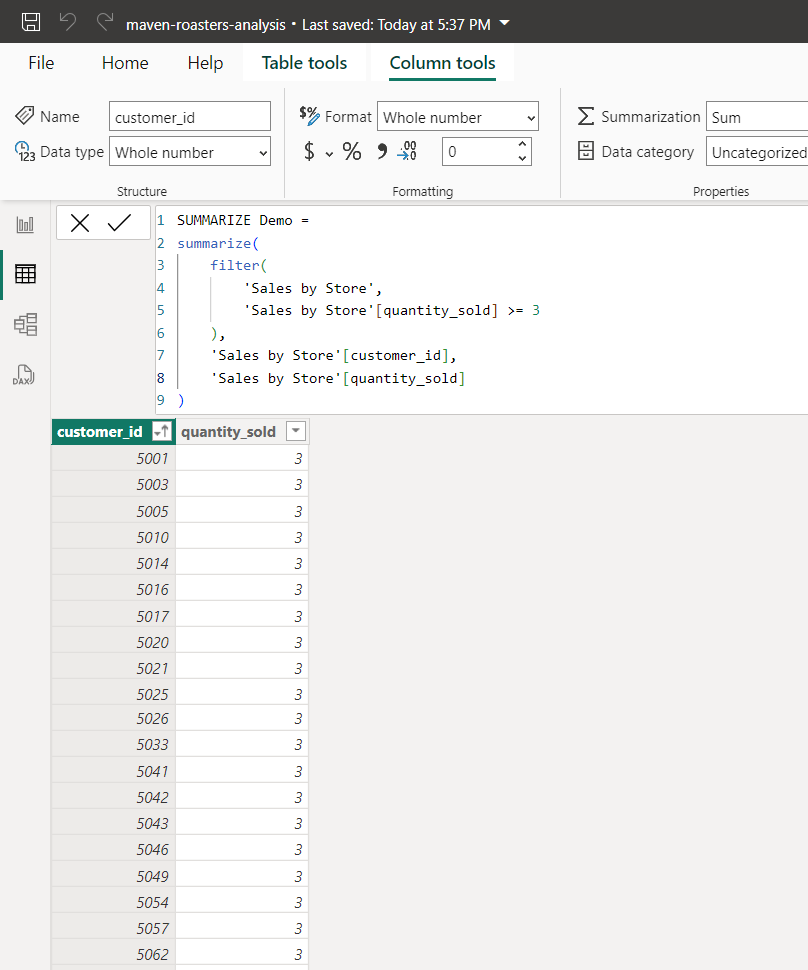 maven-roasters-analysis • Last saved: Today at 5:37 PM
File Home Help Table tools Column tools
Name customer_id $% Format Whole number Σ Summarization Sum
123 Data type Whole number $ % , .00 →0 0 Data category Uncategorized
Structure Formatting Properties
1 SUMMARIZE Demo =
2 summarize(
3 filter(
4 'Sales by Store',
5 'Sales by Store'[quantity_sold] >= 3
6 ),
7 'Sales by Store'[customer_id],
8 'Sales by Store'[quantity_sold]
9 )
DAX
customer_id quantity_sold
5001 3
5003 3
5005 3
5010 3
5014 3
5016 3
5017 3
5020 3
5021 3
5025 3
5026 3
5033 3
5041 3
5042 3
5043 3
5046 3
5049 3
5054 3
5057 3
5062 3